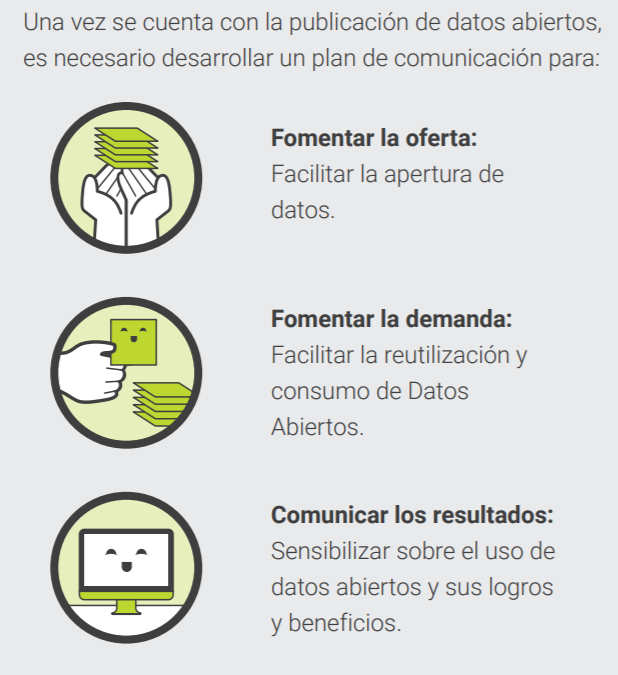 Una vez se cuenta con la publicación de datos abiertos,
es necesario desarrollar un plan de comunicación para:
Fomentar la oferta:
Facilitar la apertura de
datos.
Fomentar la demanda:
Facilitar la reutilización y
consumo de Datos
Abiertos.
Comunicar los resultados:
Sensibilizar sobre el uso de
datos abiertos y sus logros
y beneficios.